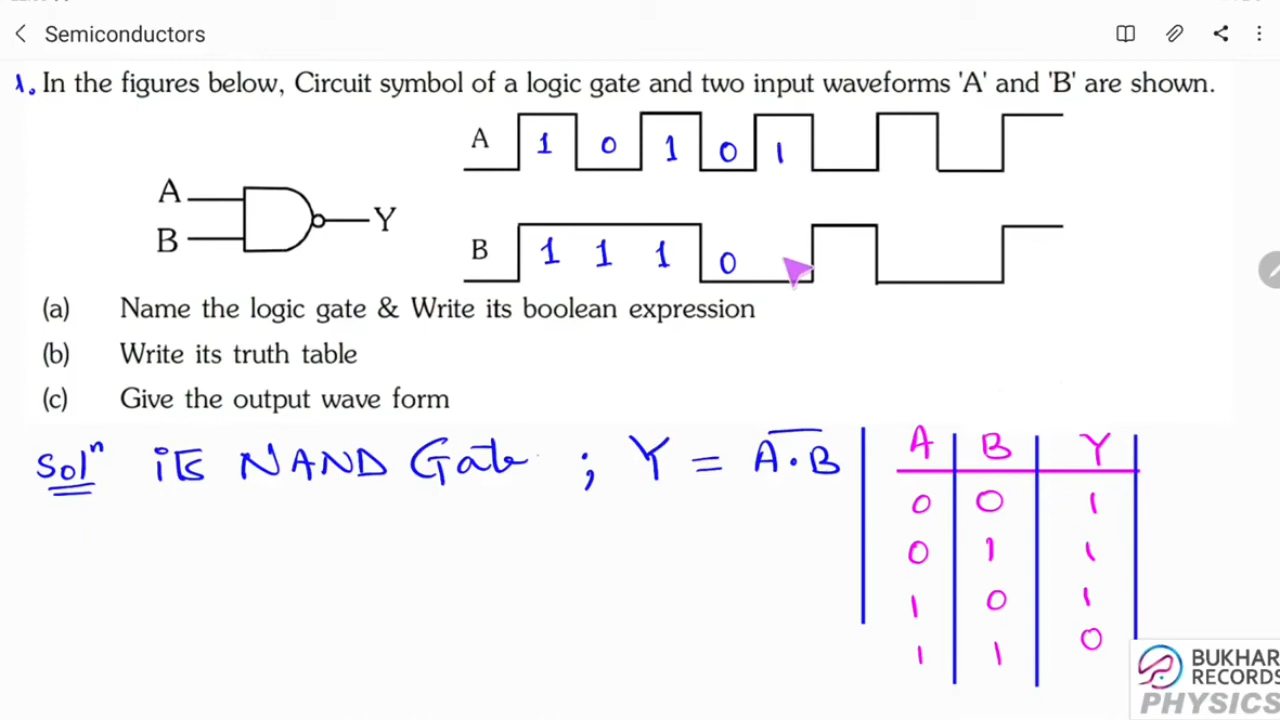 Semiconductors
1. In the figures below, Circuit symbol of a logic gate and two input waveforms 'A' and 'B' are shown.
A 1 0 1 0 1
A
B
Y
B 1 1 1 0
(a) Name the logic gate & Write its boolean expression
(b) Write its truth table
(c) Give the output wave form
Solⁿ it's NAND Gate ; Y = \overline{A·B}
A B Y
0 0 1
0 1 1
1 0 1
1 1 0
BUKHAR
RECORDS
PHYSICS